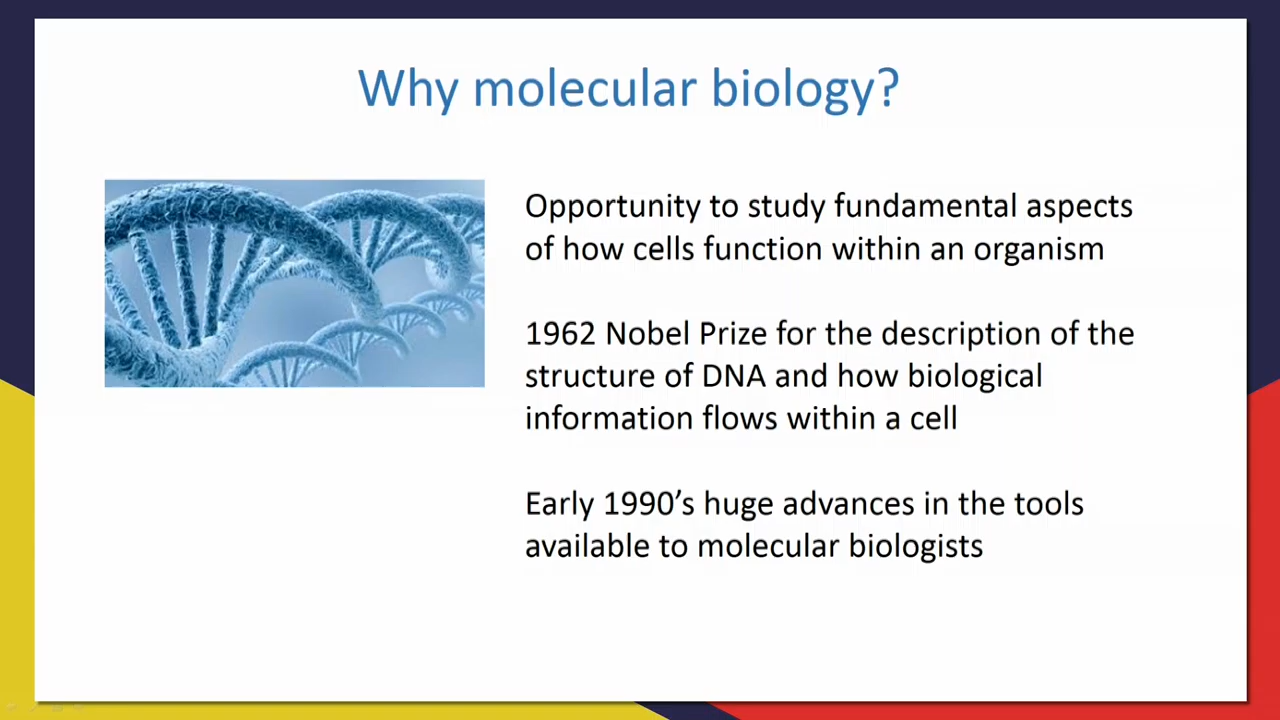 Why molecular biology?
Opportunity to study fundamental aspects
of how cells function within an organism
1962 Nobel Prize for the description of the
structure of DNA and how biological
information flows within a cell
Early 1990’s huge advances in the tools
available to molecular biologists